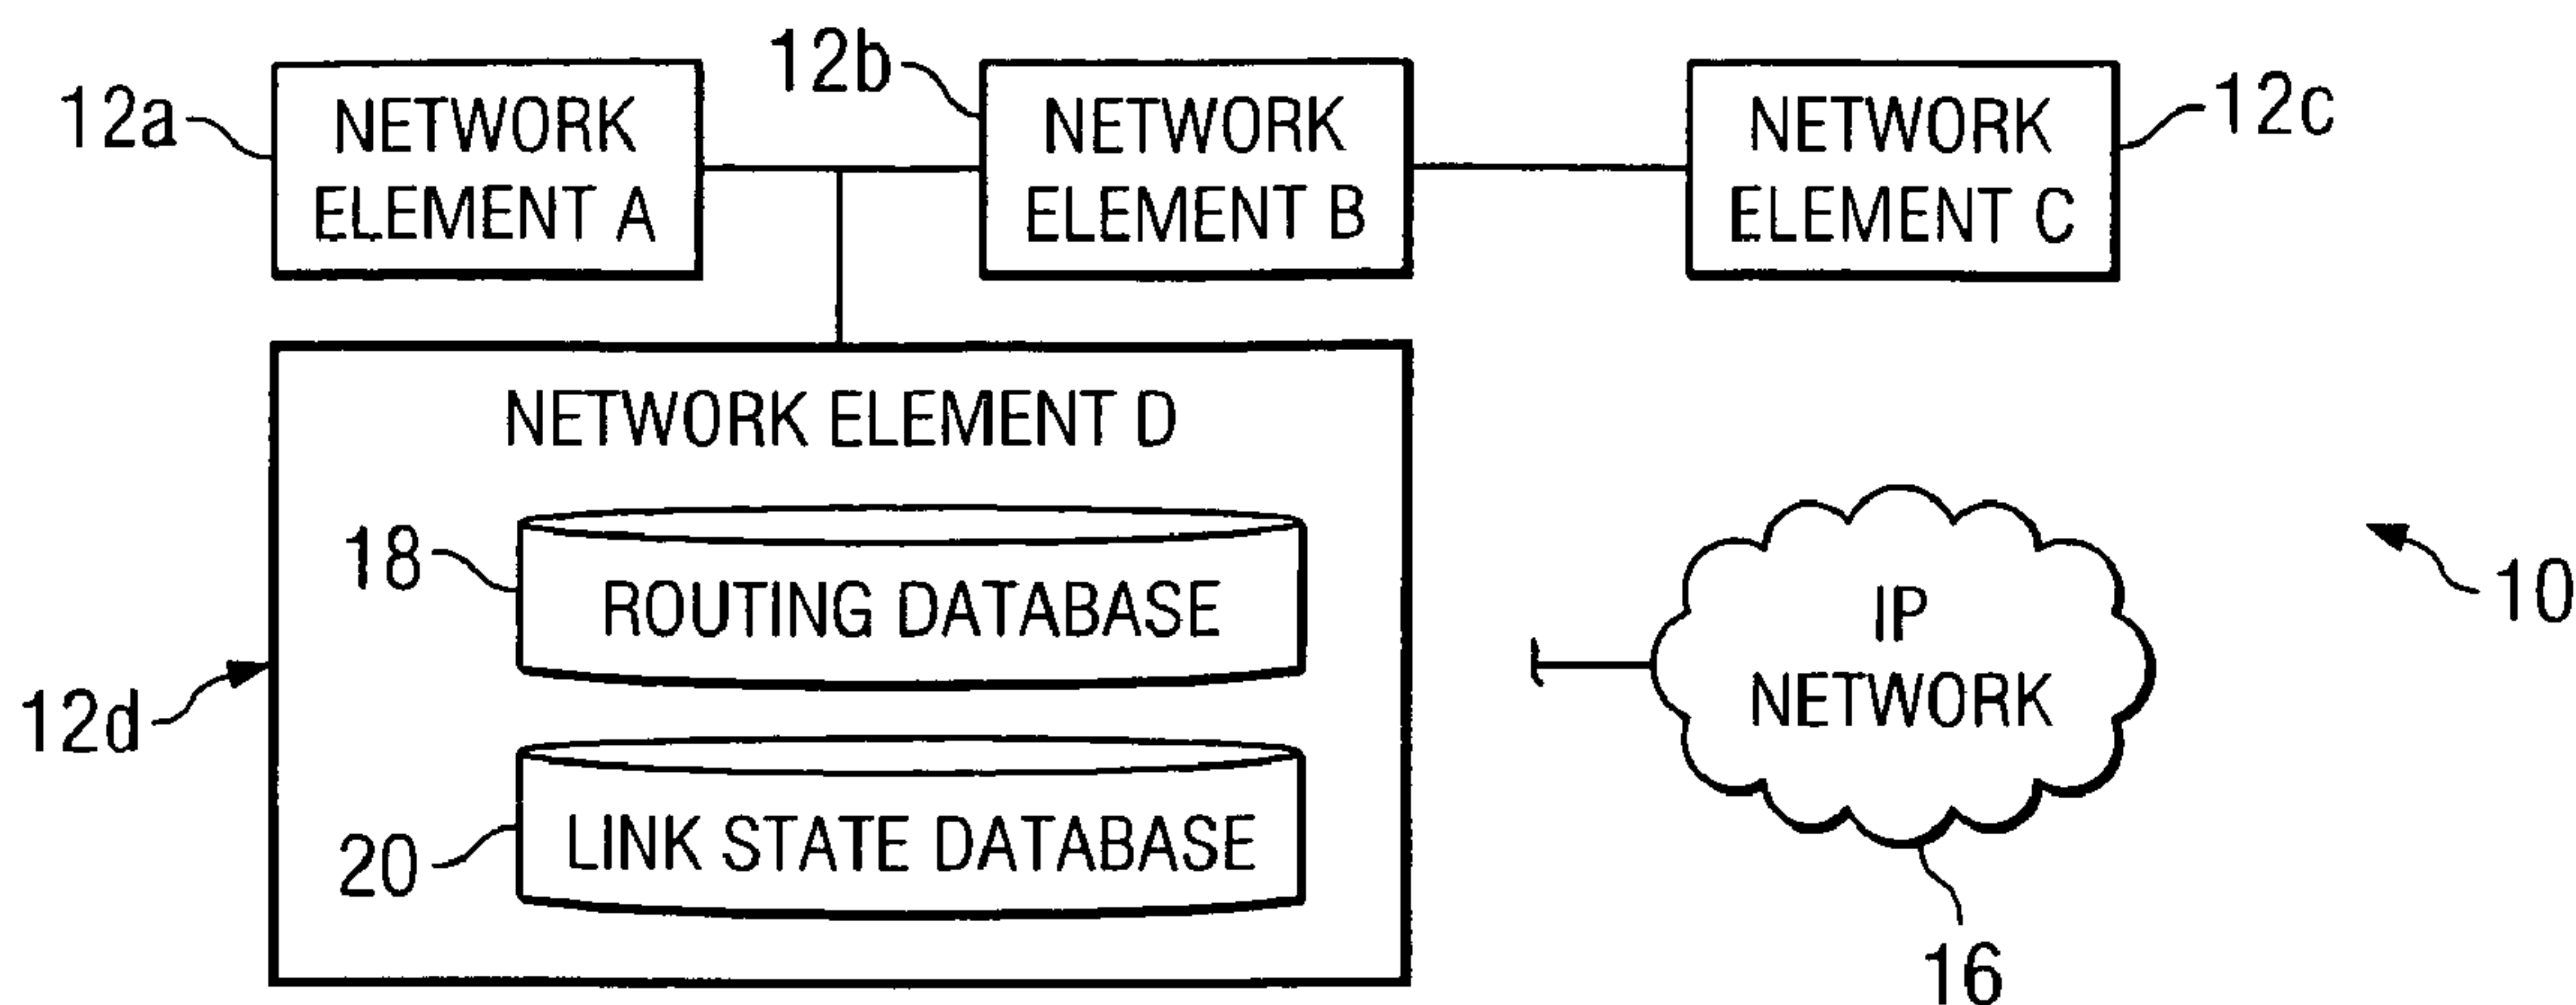 12a
NETWORK
ELEMENT A
12b
NETWORK
ELEMENT B
NETWORK
ELEMENT C
12c
NETWORK ELEMENT D
12d
18
ROUTING DATABASE
20
LINK STATE DATABASE
IP
NETWORK
16
10